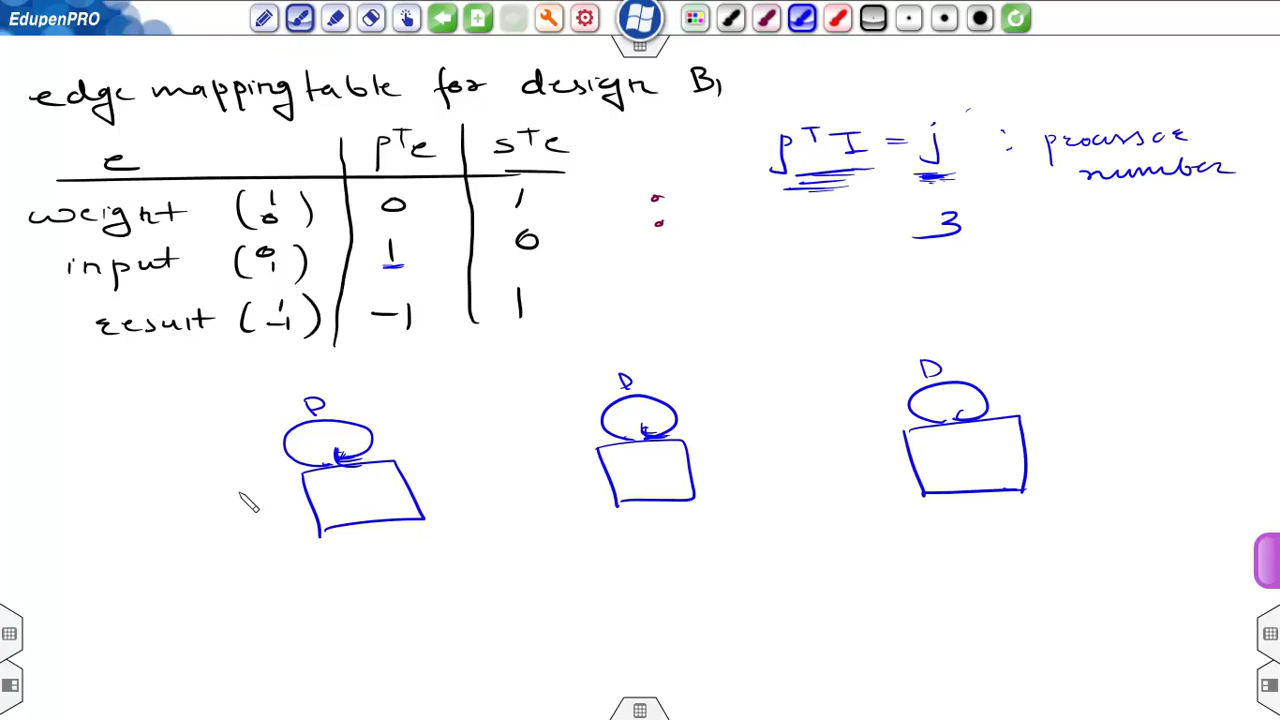 EdupenPRO
edge mapping table for design B1
e pᵀe sᵀe
weight (1 0) 0 1
input (0 1) 1 0
result (1 -1) -1 1
pᵀI = j : processor
number
3
D D D